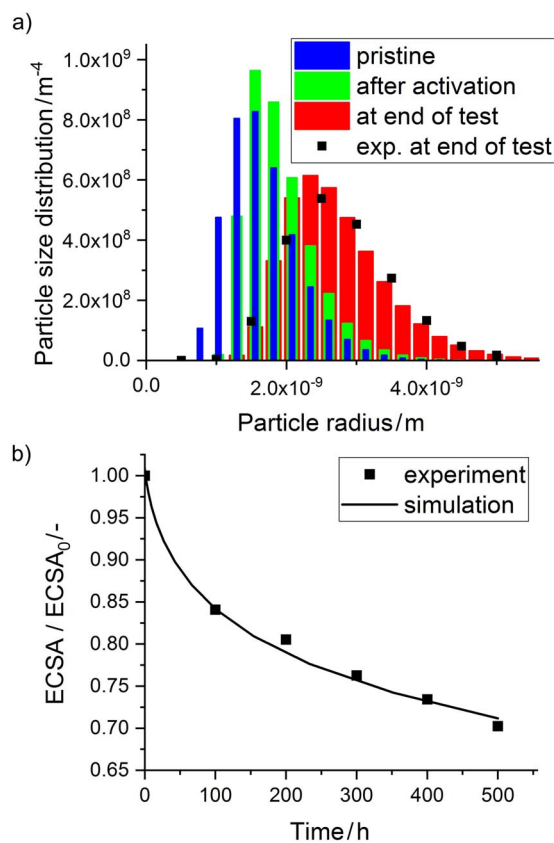 a)
Particle size distribution/m⁻⁴
1.0x10⁹
8.0x10⁸
6.0x10⁸
4.0x10⁸
2.0x10⁸
0.0
pristine
after activation
at end of test
exp. at end of test
0.0 2.0x10⁻⁹ 4.0x10⁻⁹
Particle radius/m
b)
ECSA / ECSA₀/-
1.00
0.95
0.90
0.85
0.80
0.75
0.70
0.65
experiment
simulation
0 100 200 300 400 500
Time/h